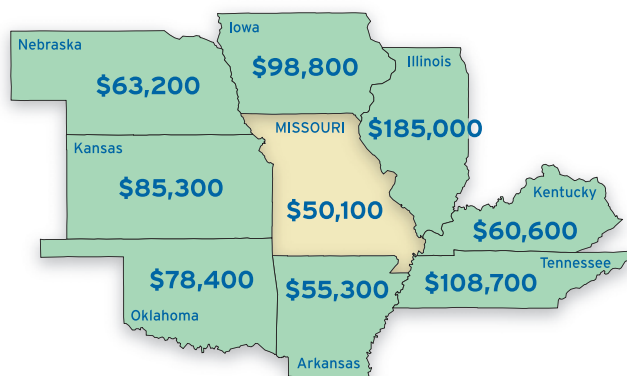 Iowa
Nebraska
$98,800
Illinois
$63,200
MISSOURI
$185,000
Kansas
$85,300
Kentucky
$50,100
$60,600
Tennessee
$78,400
$55,300
$108,700
Oklahoma
Arkansas